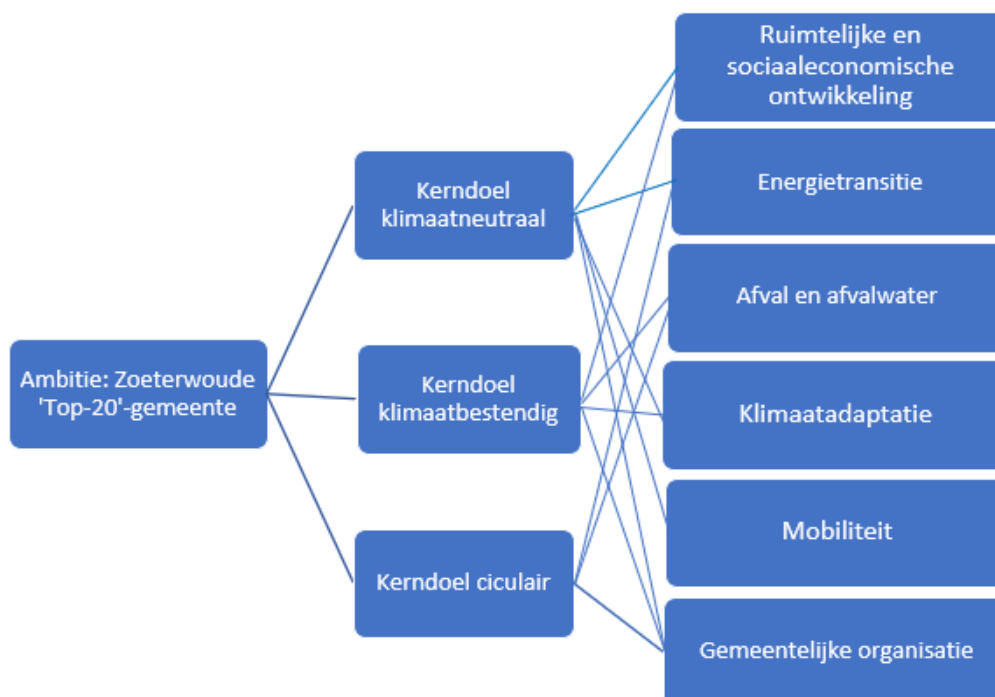 Ambitie: Zoeterwoude
'Top-20'-gemeente
Kerndoel
klimaatneutraal
Kerndoel
klimaatbestendig
Kerndoel ciculair
Ruimtelijke en
sociaaleconomische
ontwikkeling
Energietransitie
Afval en afvalwater
Klimaatadaptatie
Mobiliteit
Gemeentelijke organisatie